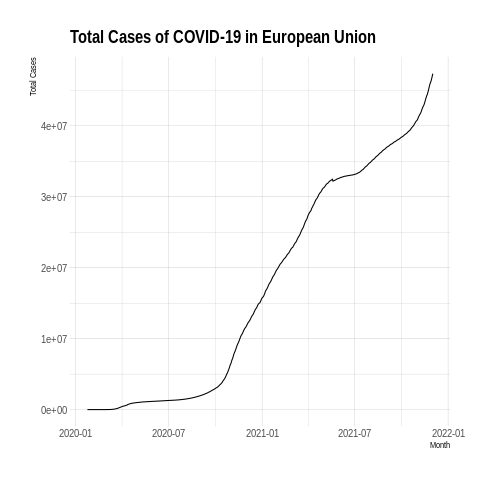 Total Cases of COVID-19 in European Union
Total Cases
4e+07
3e+07
2e+07
1e+07
0e+00
2020-01 2020-07 2021-01 2021-07 2022-01
Month